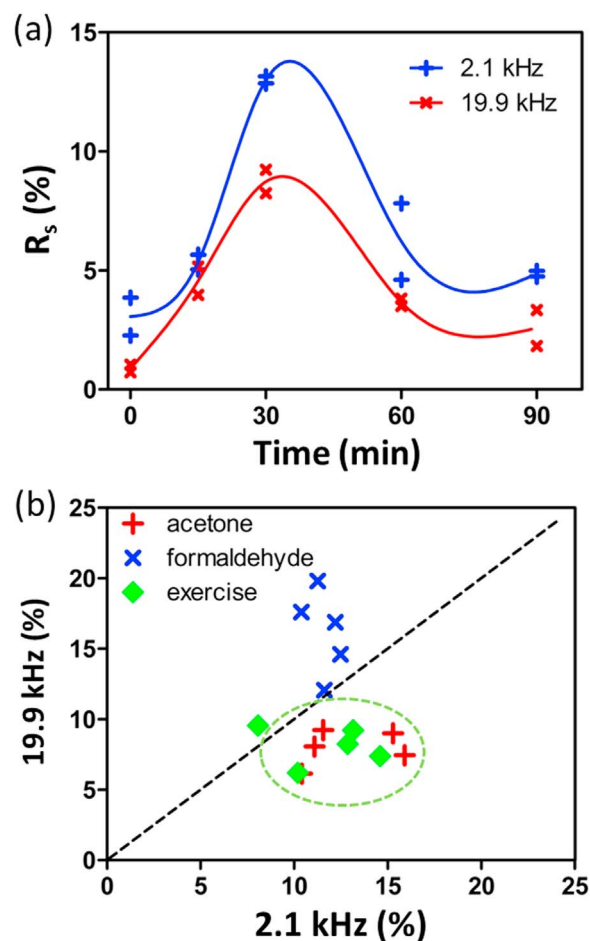 (a)
15
10
5
0
R_s (%)
2.1 kHz
19.9 kHz
0 30 60 90
Time (min)
(b)
25
20
15
10
5
0
19.9 kHz (%)
acetone
formaldehyde
exercise
0 5 10 15 20 25
2.1 kHz (%)